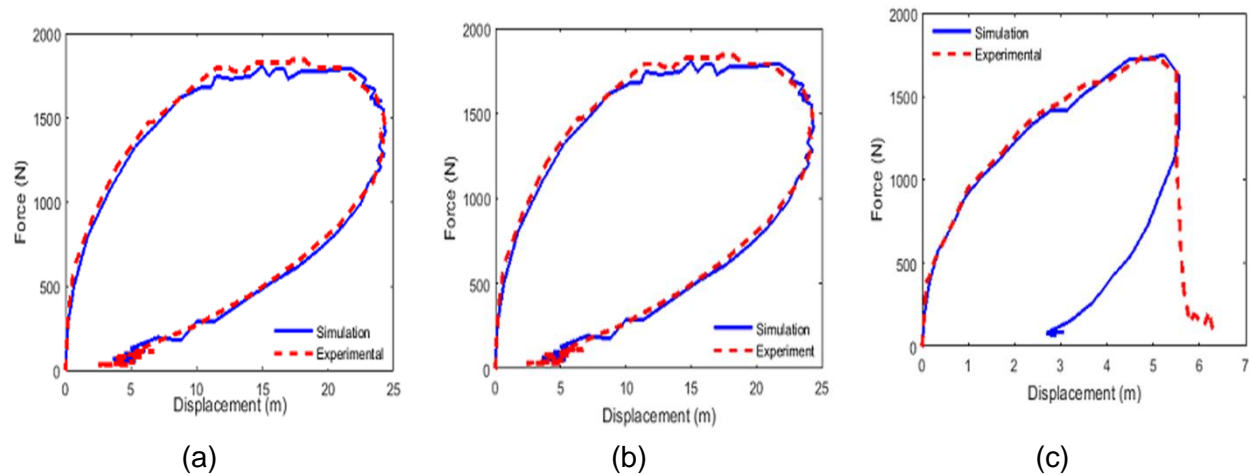 2000
1500
1000
500
0
Force (N)
Simulation
Experimental
0 5 10 15 20 25
Displacement (m)
(a)
2000
1500
1000
500
0
Force (N)
Simulation
Experiment
0 5 10 15 20 25
Displacement (m)
(b)
2000
1500
1000
500
0
Force (N)
Simulation
Experimental
0 1 2 3 4 5 6 7
Displacement (m)
(c)